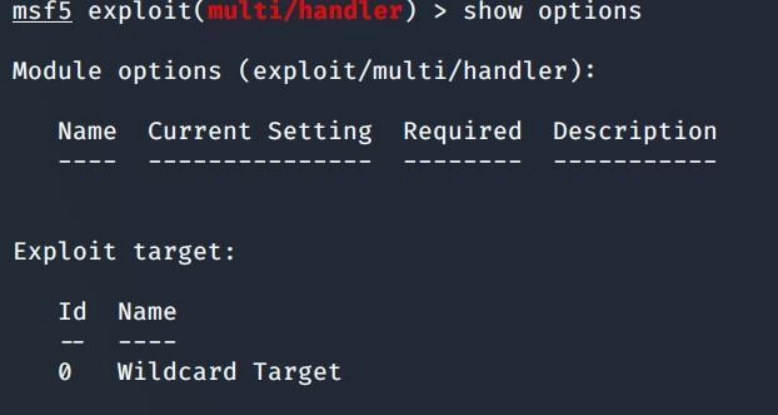 msf5 exploit(multi/handler) > show options
Module options (exploit/multi/handler):
Name Current Setting Required Description
---- --------------- -------- -----------
Exploit target:
Id Name
-- ----
0 Wildcard Target